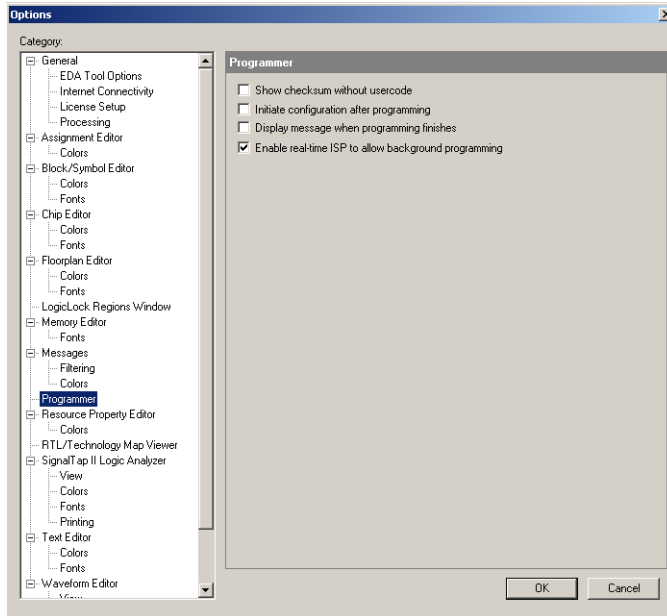 Options
Category:
General
EDA Tool Options
Internet Connectivity
License Setup
Processing
Assignment Editor
Colors
Block/Symbol Editor
Colors
Fonts
Chip Editor
Colors
Fonts
Floorplan Editor
Colors
Fonts
LogicLock Regions Window
Memory Editor
Fonts
Messages
Filtering
Colors
Programmer
Resource Property Editor
Colors
RTL/Technology Map Viewer
SignalTap II Logic Analyzer
View
Colors
Fonts
Printing
Text Editor
Colors
Fonts
Waveform Editor
View
Programmer
Show checksum without usercode
Initiate configuration after programming
Display message when programming finishes
Enable real-time ISP to allow background programming
OK
Cancel